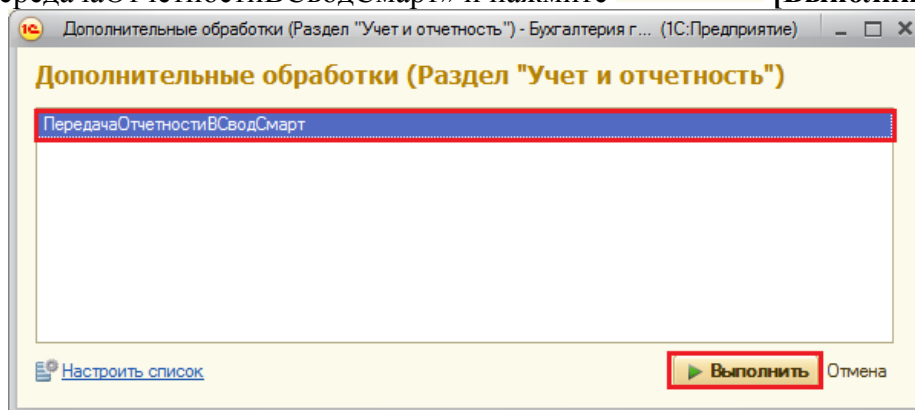 Дополнительные обработки (Раздел "Учет и отчетность") - Бухгалтерия г... (1С:Предприятие)
Дополнительные обработки (Раздел "Учет и отчетность")
ПередачаОтчетностиВСводСмарт
Настроить список
Выполнить Отмена